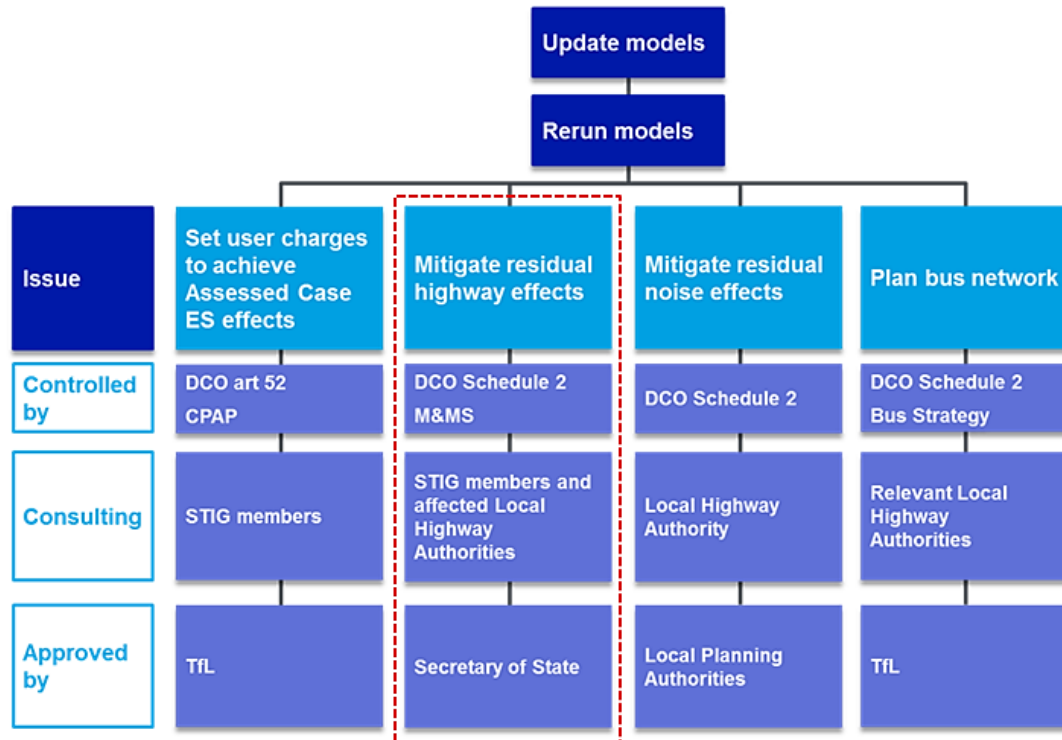 Update models
Rerun models
Issue
Set user charges
to achieve
Assessed Case
ES effects
Mitigate residual
highway effects
Mitigate residual
noise effects
Plan bus network
Controlled
by
DCO art 52
CPAP
DCO Schedule 2
M&MS
DCO Schedule 2
DCO Schedule 2
Bus Strategy
Consulting
STIG members
STIG members and
affected Local
Highway
Authorities
Local Highway
Authority
Relevant Local
Highway
Authorities
Approved
by
TfL
Secretary of State
Local Planning
Authorities
TfL